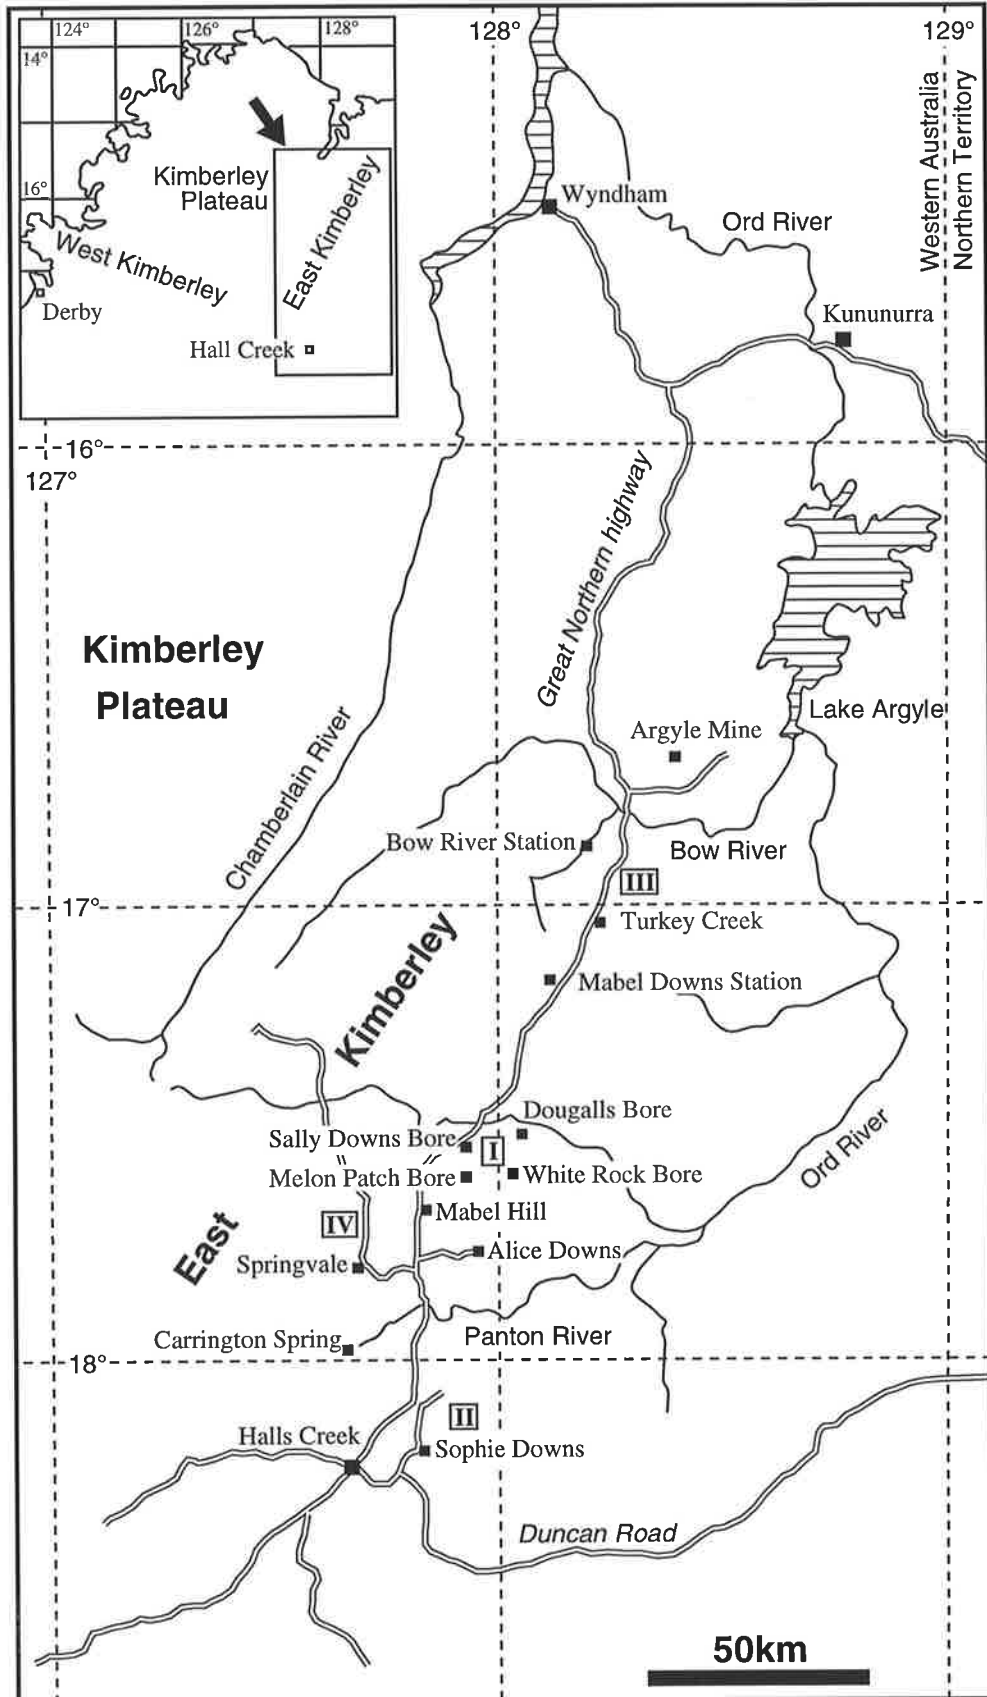 124°
126°
128°
14°
16°
Kimberley
Plateau
East Kimberley
West Kimberley
Derby
Hall Creek
128°
129°
Western Australia
Northern Territory
Wyndham
Ord River
Kununurra
16°
127°
Great Northern highway
Kimberley
Plateau
Lake Argyle
Argyle Mine
Chamberlain River
Bow River Station
Bow River
III
17°
Turkey Creek
Kimberley
Mabel Downs Station
Dougalls Bore
Sally Downs Bore
I
Ord River
Melon Patch Bore
White Rock Bore
IV
Mabel Hill
East
Alice Downs
Springvale
Carrington Spring
Panton River
18°
II
Halls Creek
Sophie Downs
Duncan Road
50km